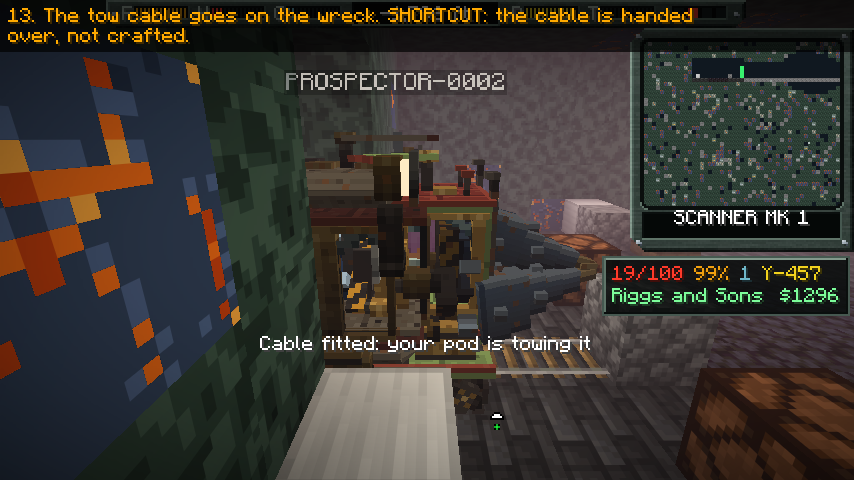 13. The tow cable goes on the wreck. SHORTCUT: the cable is handed
over, not crafted.
PROSPECTOR-0002
SCANNER MK 1
19/100 99% 1 Y-457
Riggs and Sons $1296
Cable fitted: your pod is towing it